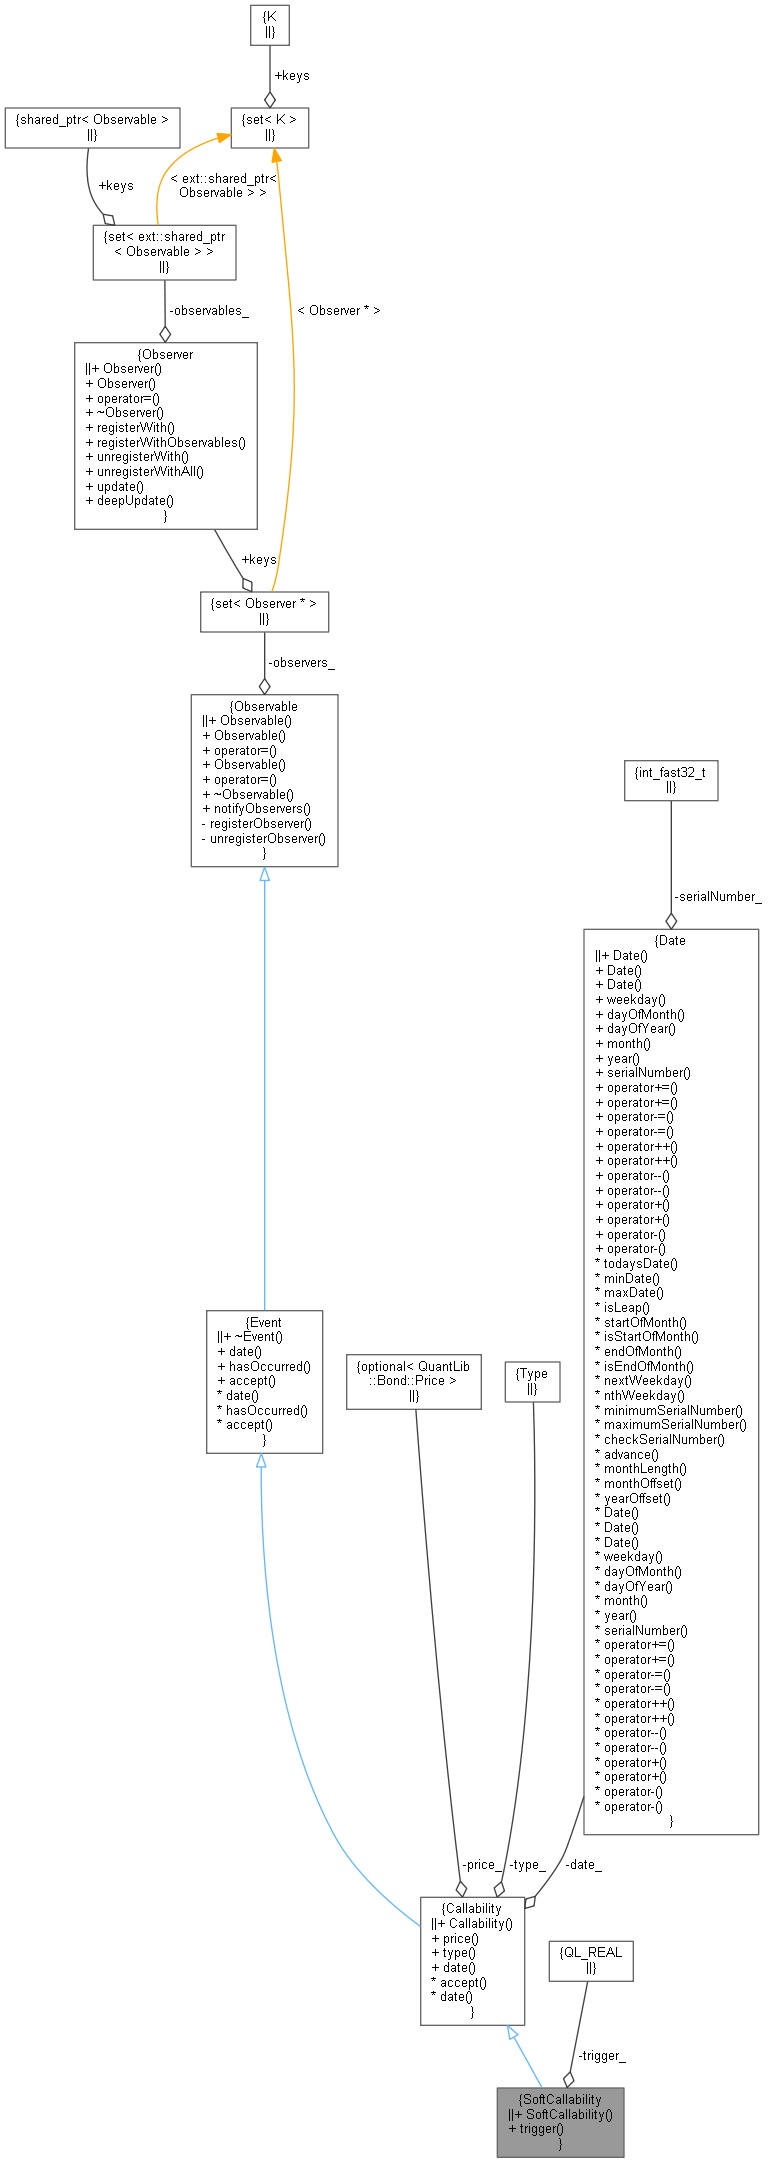 {K
||}
+keys
{shared_ptr< Observable >
||}
{set< K >
||}
+keys
< ext::shared_ptr<
Observable > >
{set< ext::shared_ptr
< Observable > >
||}
-observables_
< Observer * >
{Observer
||+ Observer()
+ Observer()
+ operator=()
+ ~Observer()
+ registerWith()
+ registerWithObservables()
+ unregisterWith()
+ unregisterWithAll()
+ update()
+ deepUpdate()
}
+keys
{set< Observer * >
||}
-observers_
{Observable
||+ Observable()
+ Observable()
+ operator=()
+ Observable()
+ operator=()
+ ~Observable()
+ notifyObservers()
- registerObserver()
- unregisterObserver()
}
{int_fast32_t
||}
-serialNumber_
{Date
||+ Date()
+ Date()
+ Date()
+ weekday()
+ dayOfMonth()
+ dayOfYear()
+ month()
+ year()
+ serialNumber()
+ operator+=()
+ operator+=()
+ operator-=()
+ operator-=()
+ operator++()
+ operator++()
+ operator--()
+ operator--()
+ operator+()
+ operator+()
+ operator-()
+ operator-()
* todaysDate()
* minDate()
* maxDate()
* isLeap()
* startOfMonth()
* isStartOfMonth()
* endOfMonth()
* isEndOfMonth()
* nextWeekday()
* nthWeekday()
* minimumSerialNumber()
* maximumSerialNumber()
* checkSerialNumber()
* advance()
* monthLength()
* monthOffset()
* yearOffset()
* Date()
* Date()
* Date()
* weekday()
* dayOfMonth()
* dayOfYear()
* month()
* year()
* serialNumber()
* operator+=()
* operator+=()
* operator-=()
* operator-=()
* operator++()
* operator++()
* operator--()
* operator--()
* operator+()
* operator+()
* operator-()
* operator-()
}
{Event
||+ ~Event()
+ date()
+ hasOccurred()
+ accept()
* date()
* hasOccurred()
* accept()
}
{optional< QuantLib
::Bond::Price >
||}
{Type
||}
-price_
-type_
-date_
{Callability
||+ Callability()
+ price()
+ type()
+ date()
* accept()
* date()
}
{QL_REAL
||}
-trigger_
{SoftCallability
||+ SoftCallability()
+ trigger()
}